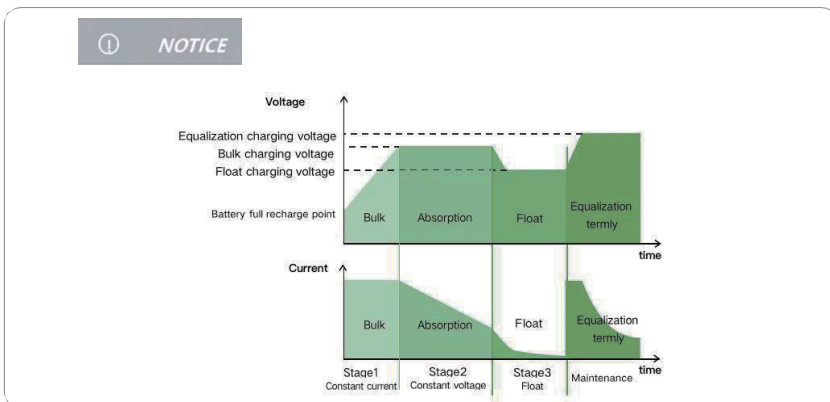 NOTICE
Voltage
Equalization charging voltage
Bulk charging voltage
Float charging voltage
Battery full recharge point
Bulk
Absorption
Float
Equalization
termly
time
Current
Bulk
Absorption
Float
Equalization
termly
time
Stage1
Constant current
Stage2
Constant voltage
Stage3
Float
Maintenance